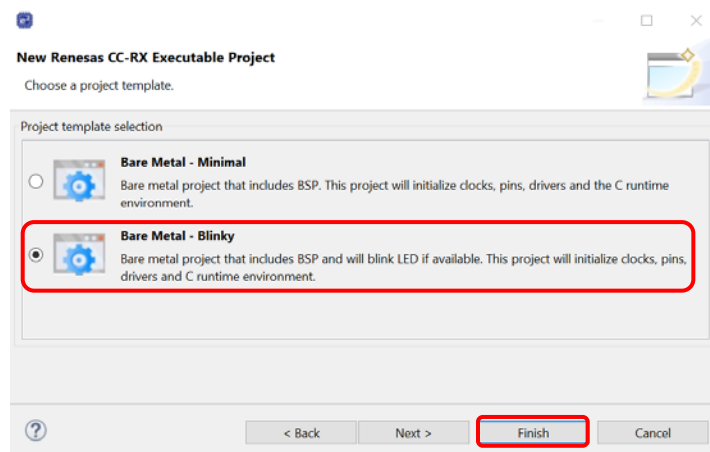 New Renesas CC-RX Executable Project
Choose a project template.
Project template selection
Bare Metal - Minimal
Bare metal project that includes BSP. This project will initialize clocks, pins, drivers and the C runtime
environment.
Bare Metal - Blinky
Bare metal project that includes BSP and will blink LED if available. This project will initialize clocks, pins,
drivers and C runtime environment.
?
< Back
Next >
Finish
Cancel